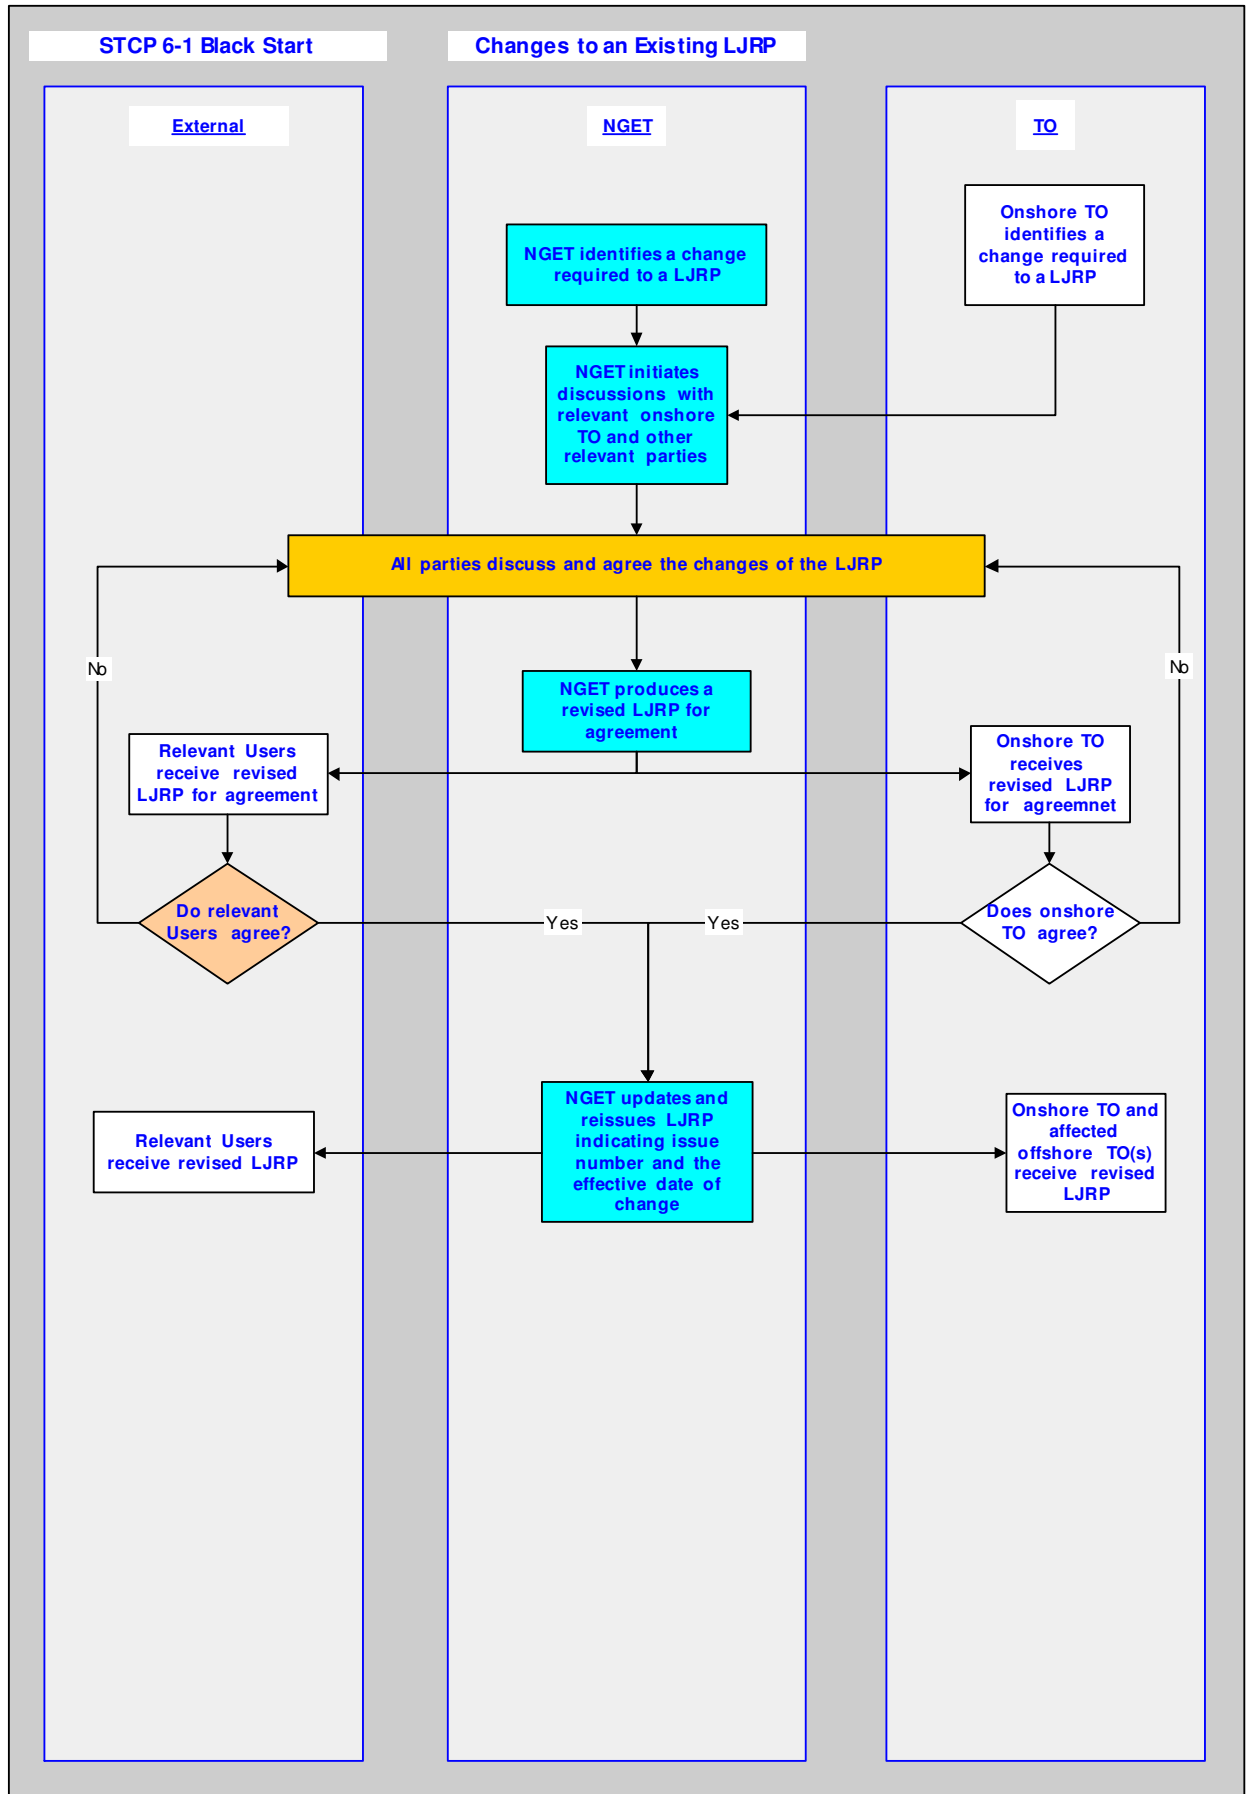 STCP 6-1 Black Start
Changes to an Existing LJRP
External
NGET
TO
Onshore TO
identifies a
change required
to a LJRP
NGET identifies a change
required to a LJRP
NGET initiates
discussions with
relevant onshore
TO and other
relevant parties
All parties discuss and agree the changes of the LJRP
No
No
NGET produces a
revised LJRP for
agreement
Relevant Users
receive revised
LJRP for agreement
Onshore TO
receives
revised LJRP
for agreemnet
Do relevant
Users agree?
Yes
Yes
Does onshore
TO agree?
NGET updates and
reissues LJRP
indicating issue
number and the
effective date of
change
Relevant Users
receive revised LJRP
Onshore TO and
affected
offshore TO(s)
receive revised
LJRP